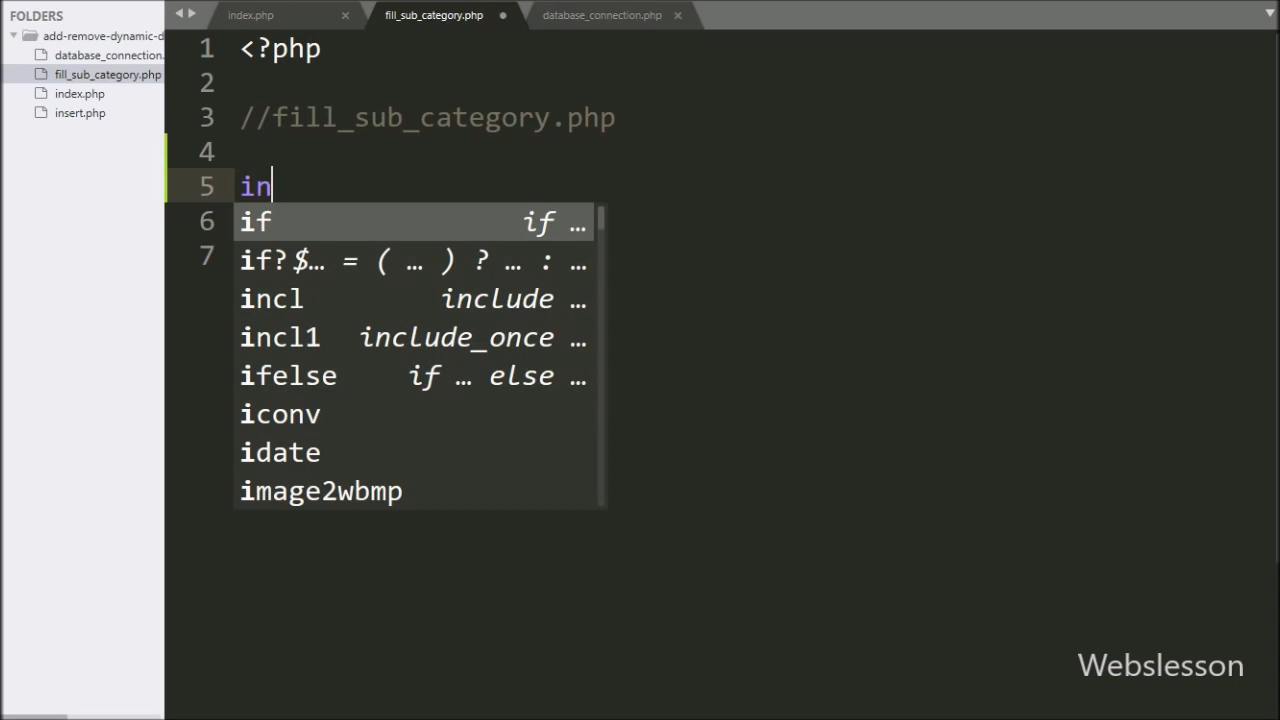 FOLDERS
add-remove-dynamic-d
database_connection.
fill_sub_category.php
index.php
insert.php
index.php
fill_sub_category.php
database_connection.php
1 <?php
2
3 //fill_sub_category.php
4
5 in
6
7
if if …
if? $… = ( … ) ? … : …
incl include …
incl1 include_once …
ifelse if … else …
iconv
idate
image2wbmp
Webslesson